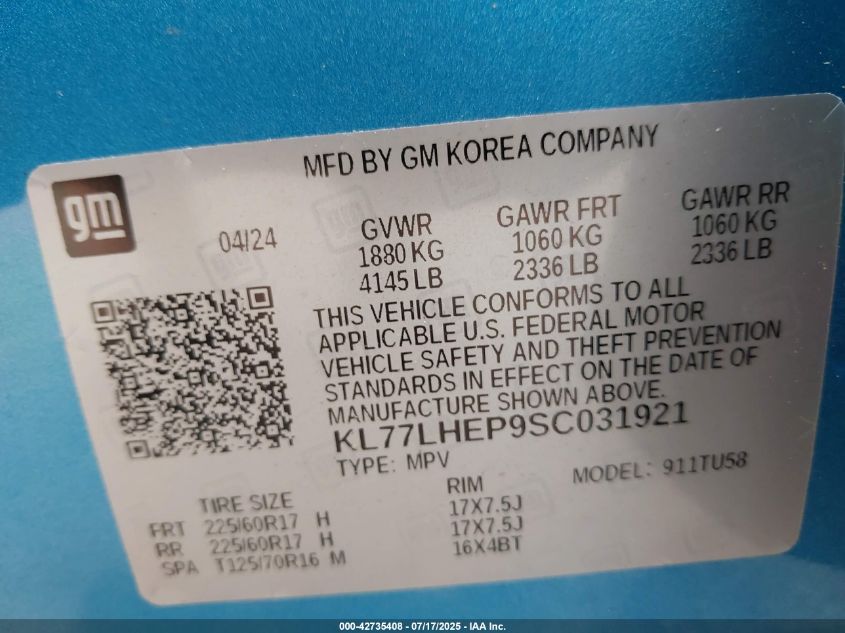 MFD BY GM KOREA COMPANY
gm
04/24
GVWR
1880 KG
4145 LB
GAWR FRT
1060 KG
2336 LB
GAWR RR
1060 KG
2336 LB
THIS VEHICLE CONFORMS TO ALL
APPLICABLE U.S. FEDERAL MOTOR
VEHICLE SAFETY AND THEFT PREVENTION
STANDARDS IN EFFECT ON THE DATE OF
MANUFACTURE SHOWN ABOVE.
KL77LHEP9SC031921
TYPE: MPV
MODEL: 911TU58
TIRE SIZE
RIM
FRT 225/60R17 H 17X7.5J
RR 225/60R17 H 17X7.5J
SPA T125/70R16 M 16X4BT
000-42735408 - 07/17/2025 - IAA Inc.